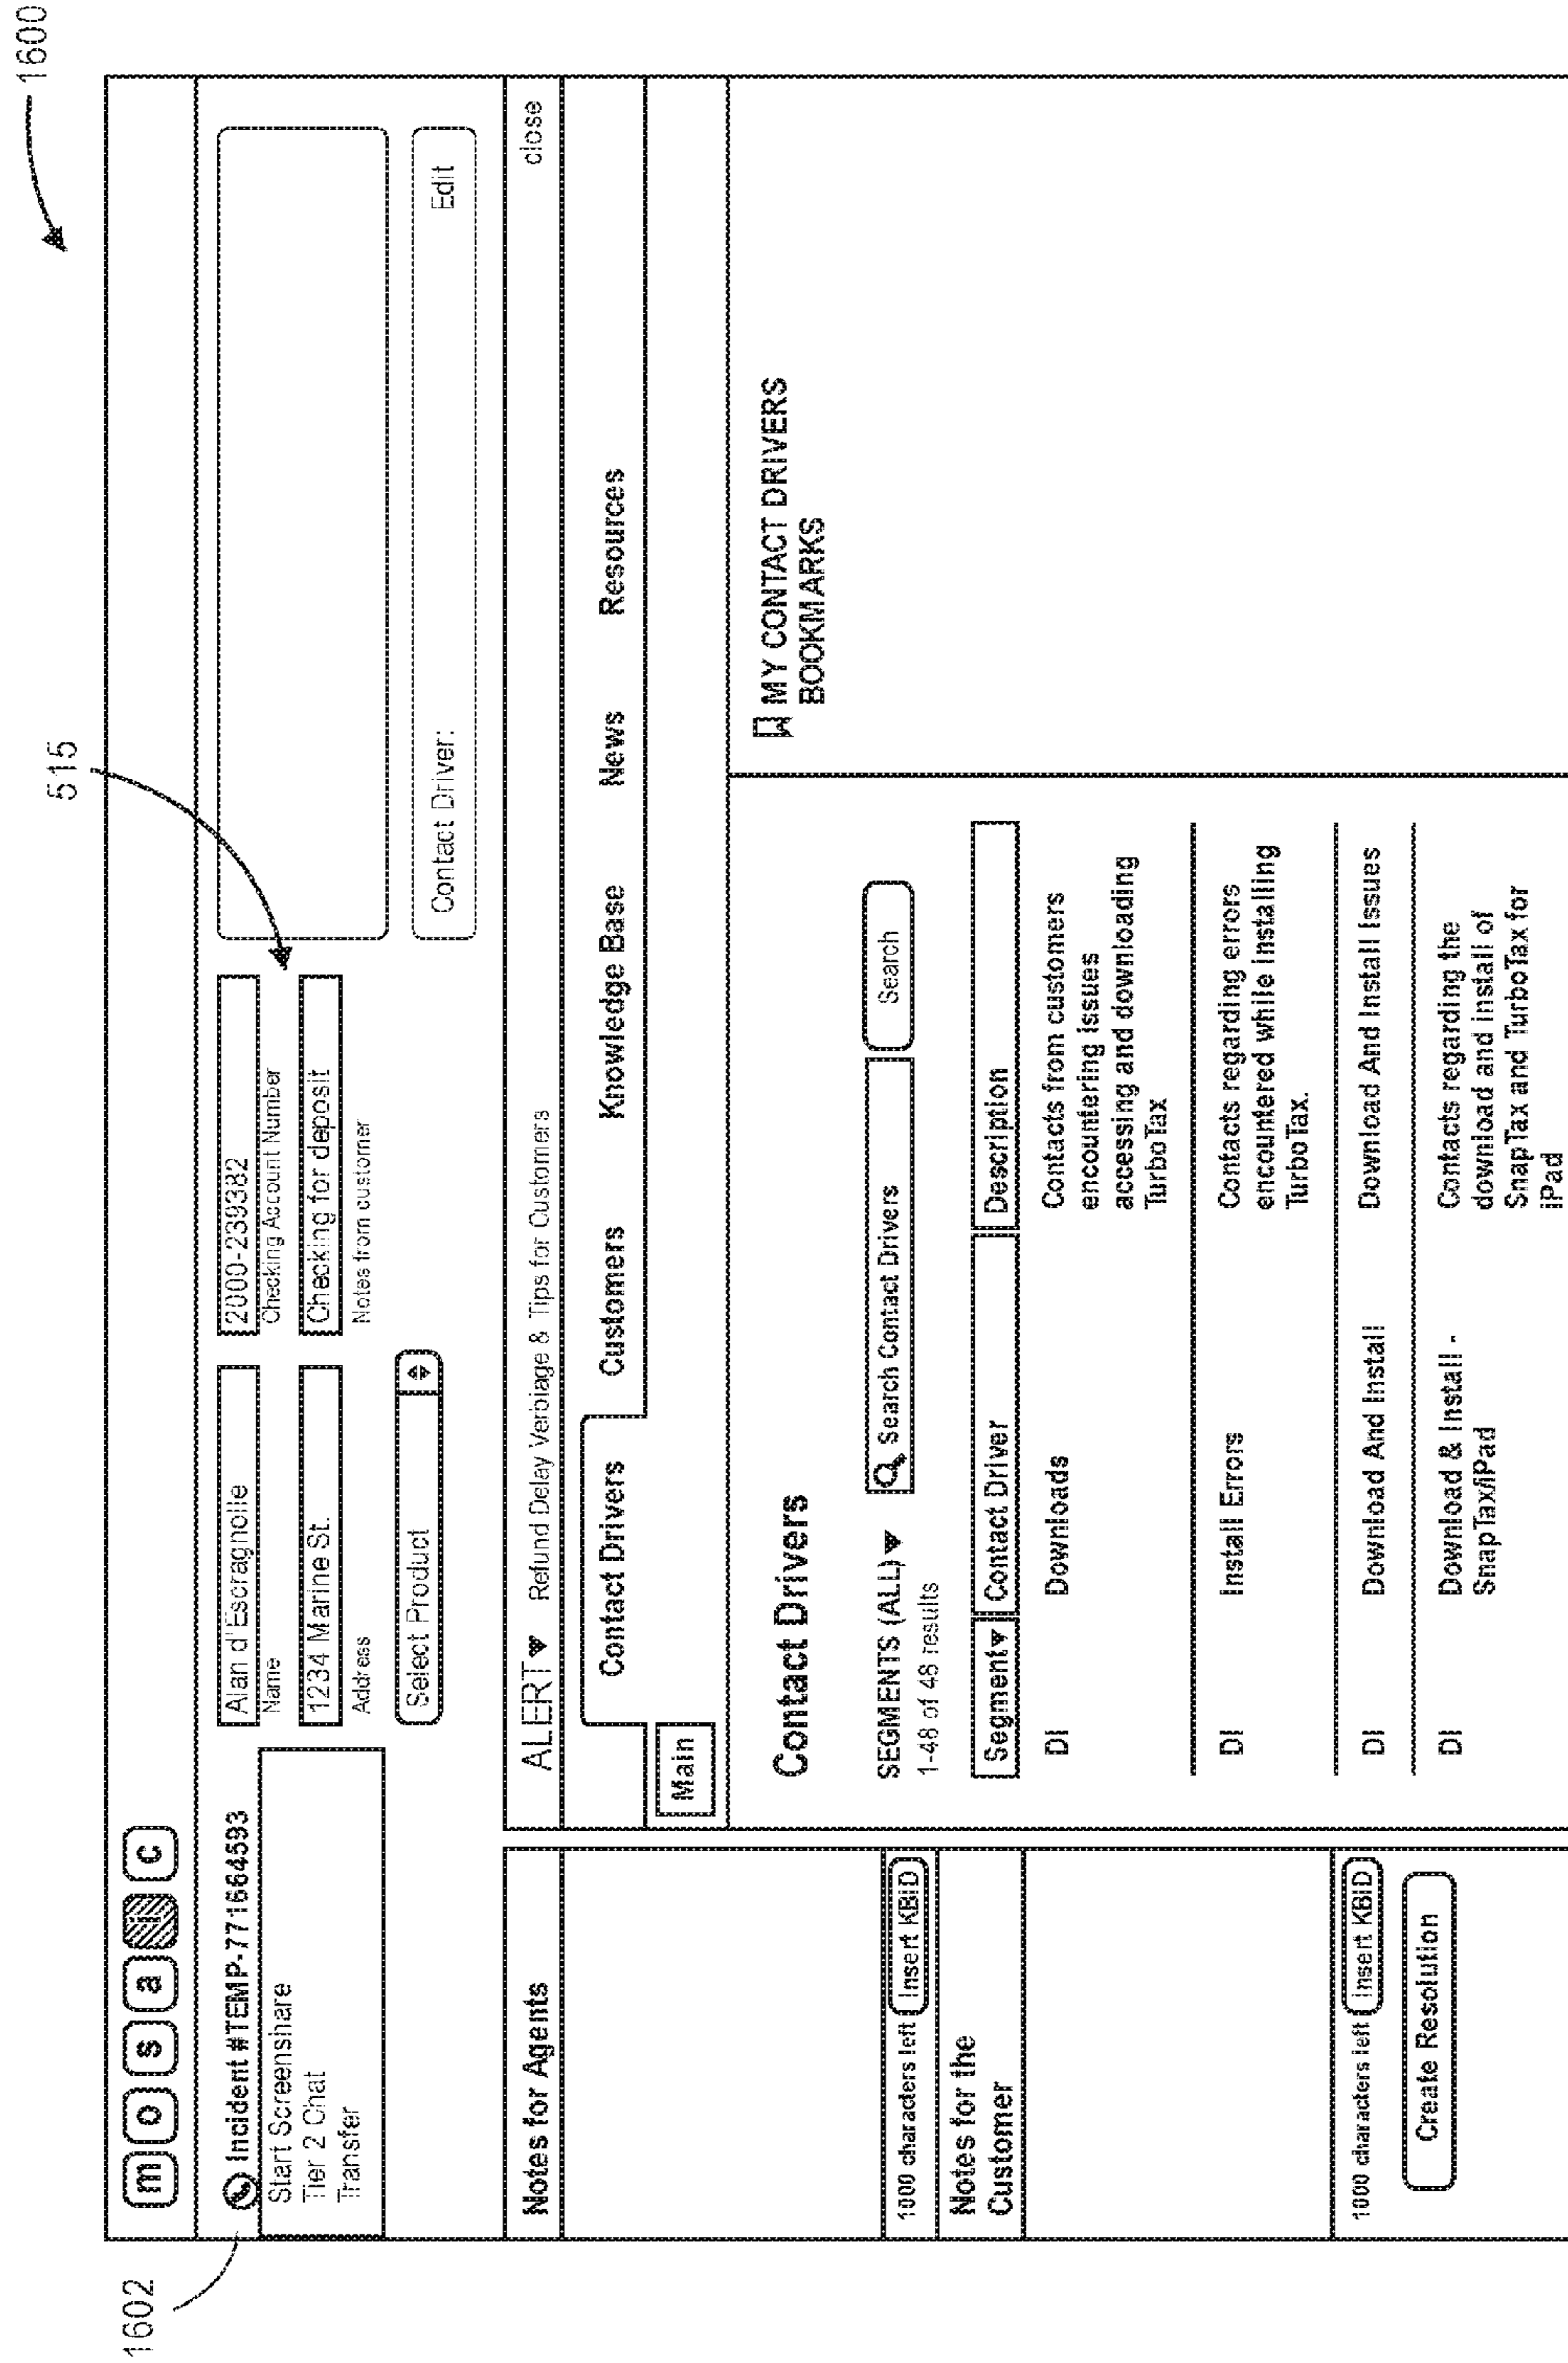 1600
515
1602
mosaic
Incident #TEMP-771664593
Start Screenshare
Tier 2 Chat
Transfer
Alan d'Escragnolle
Name
1234 Marine St.
Address
Select Product
2000-239382
Checking Account Number
Checking for deposit
Notes from customer
Contact Driver:
Edit
Notes for Agents
1000 characters left
Insert KBID
Notes for the
Customer
1000 characters left
Insert KBID
Create Resolution
ALERT
Refund Delay Verbiage & Tips for Customers
close
Contact Drivers
Customers
Knowledge Base
News
Resources
Main
Contact Drivers
SEGMENTS (ALL)
Search Contact Drivers
Search
1-48 of 48 results
Segment
Contact Driver
Description
DI
Downloads
Contacts from customers
encountering issues
accessing and downloading
TurboTax
DI
Install Errors
Contacts regarding errors
encountered while installing
TurboTax.
DI
Download And Install
Download And Install Issues
DI
Download & Install -
SnapTax/iPad
Contacts regarding the
download and install of
SnapTax and TurboTax for
iPad
MY CONTACT DRIVERS
BOOKMARKS